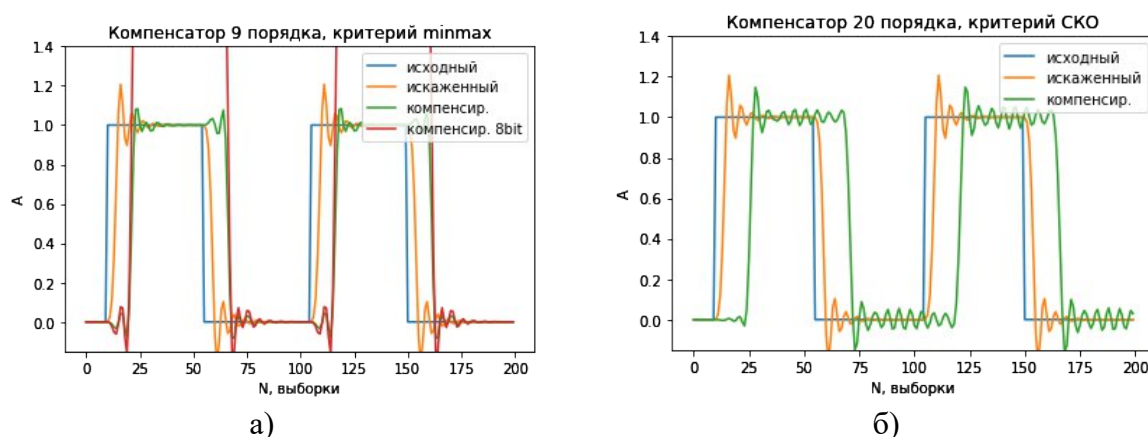 Компенсатор 9 порядка, критерий minmax
1.4
1.2
1.0
0.8
0.6
0.4
0.2
0.0
A
исходный
искаженный
компенсир.
компенсир. 8bit
0 25 50 75 100 125 150 175 200
N, выборки
а)
Компенсатор 20 порядка, критерий СКО
1.4
1.2
1.0
0.8
0.6
0.4
0.2
0.0
A
исходный
искаженный
компенсир.
0 25 50 75 100 125 150 175 200
N, выборки
б)